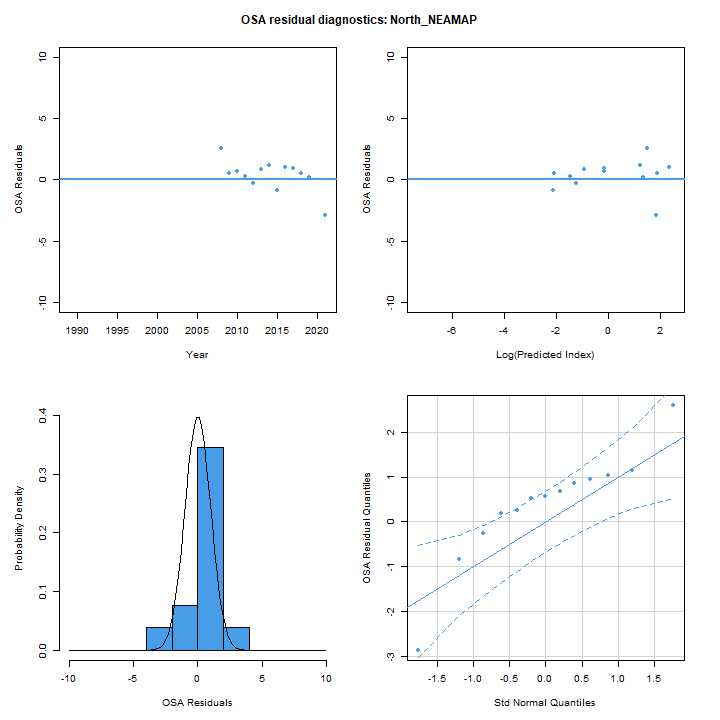 OSA residual diagnostics: North_NEAMAP
10
5
0
-5
-10
OSA Residuals
1990 1995 2000 2005 2010 2015 2020
Year
10
5
0
-5
-10
OSA Residuals
-6 -4 -2 0 2
Log(Predicted Index)
0.4
0.3
0.2
0.1
0.0
Probability Density
-10 -5 0 5 10
OSA Residuals
2
1
0
-1
-2
-3
OSA Residual Quantiles
-1.5 -1.0 -0.5 0.0 0.5 1.0 1.5
Std Normal Quantiles